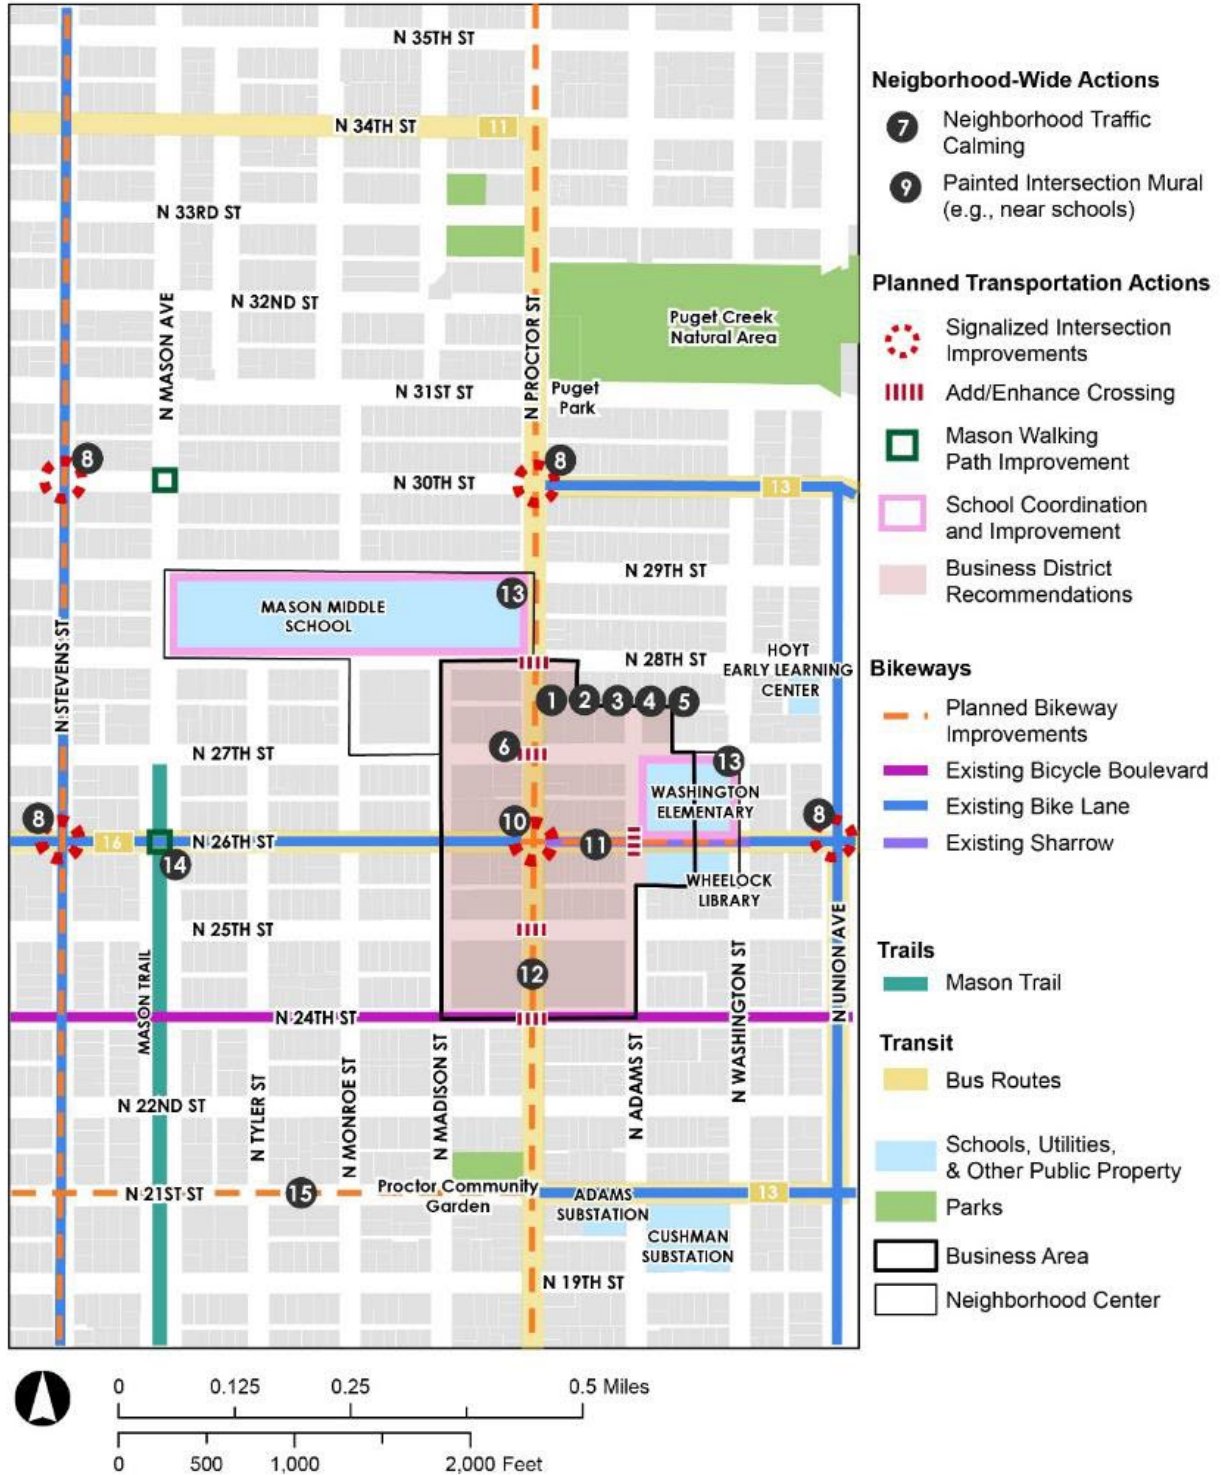 N 35TH ST
N 34TH ST
11
N 33RD ST
N 32ND ST
N MASON AVE
N PROCTOR ST
Puget Creek
Natural Area
N 31ST ST
Puget
Park
8
8
N 30TH ST
13
N 29TH ST
13
MASON MIDDLE
SCHOOL
N STEVENS ST
N 28TH ST
HOYT
EARLY LEARNING
CENTER
1
2
3
4
5
6
N 27TH ST
13
WASHINGTON
ELEMENTARY
8
10
8
16
N 26TH ST
11
14
WHEELOCK
LIBRARY
N 25TH ST
N UNION AVE
12
MASON TRAIL
N WASHINGTON ST
N 24TH ST
N TYLER ST
N MONROE ST
N MADISON ST
N ADAMS ST
N 22ND ST
N 21ST ST
15
Proctor Community
Garden
ADAMS
SUBSTATION
13
CUSHMAN
SUBSTATION
N 19TH ST
Neigborhood-Wide Actions
7
Neighborhood Traffic
Calming
9
Painted Intersection Mural
(e.g., near schools)
Planned Transportation Actions
Signalized Intersection
Improvements
Add/Enhance Crossing
Mason Walking
Path Improvement
School Coordination
and Improvement
Business District
Recommendations
Bikeways
Planned Bikeway
Improvements
Existing Bicycle Boulevard
Existing Bike Lane
Existing Sharrow
Trails
Mason Trail
Transit
Bus Routes
Schools, Utilities,
& Other Public Property
Parks
Business Area
Neighborhood Center
0 0.125 0.25 0.5 Miles
0 500 1,000 2,000 Feet